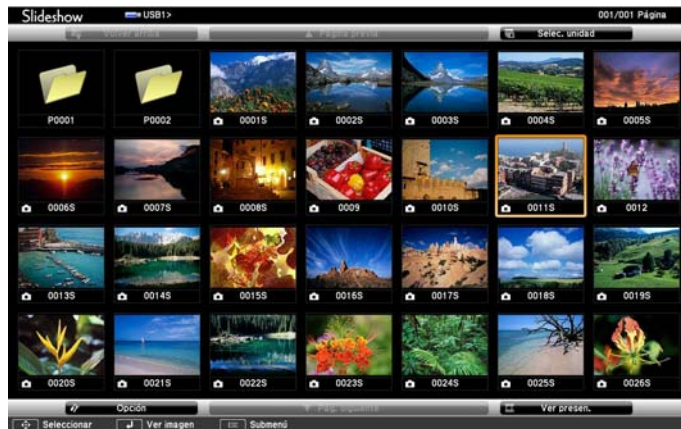 Slideshow USB1> 001/001 Página
Volver arriba Página previa Selec. unidad
P0001 P0002 0001S 0002S 0003S 0004S 0005S
0006S 0007S 0008S 0009 0010S 0011S 0012
0013S 0014S 0015S 0016S 0017S 0018S 0019S
0020S 0021S 0022S 0023S 0024S 0025S 0026S
Opción Pág. siguiente Ver presen.
Seleccionar Ver imagen Esc Submenú